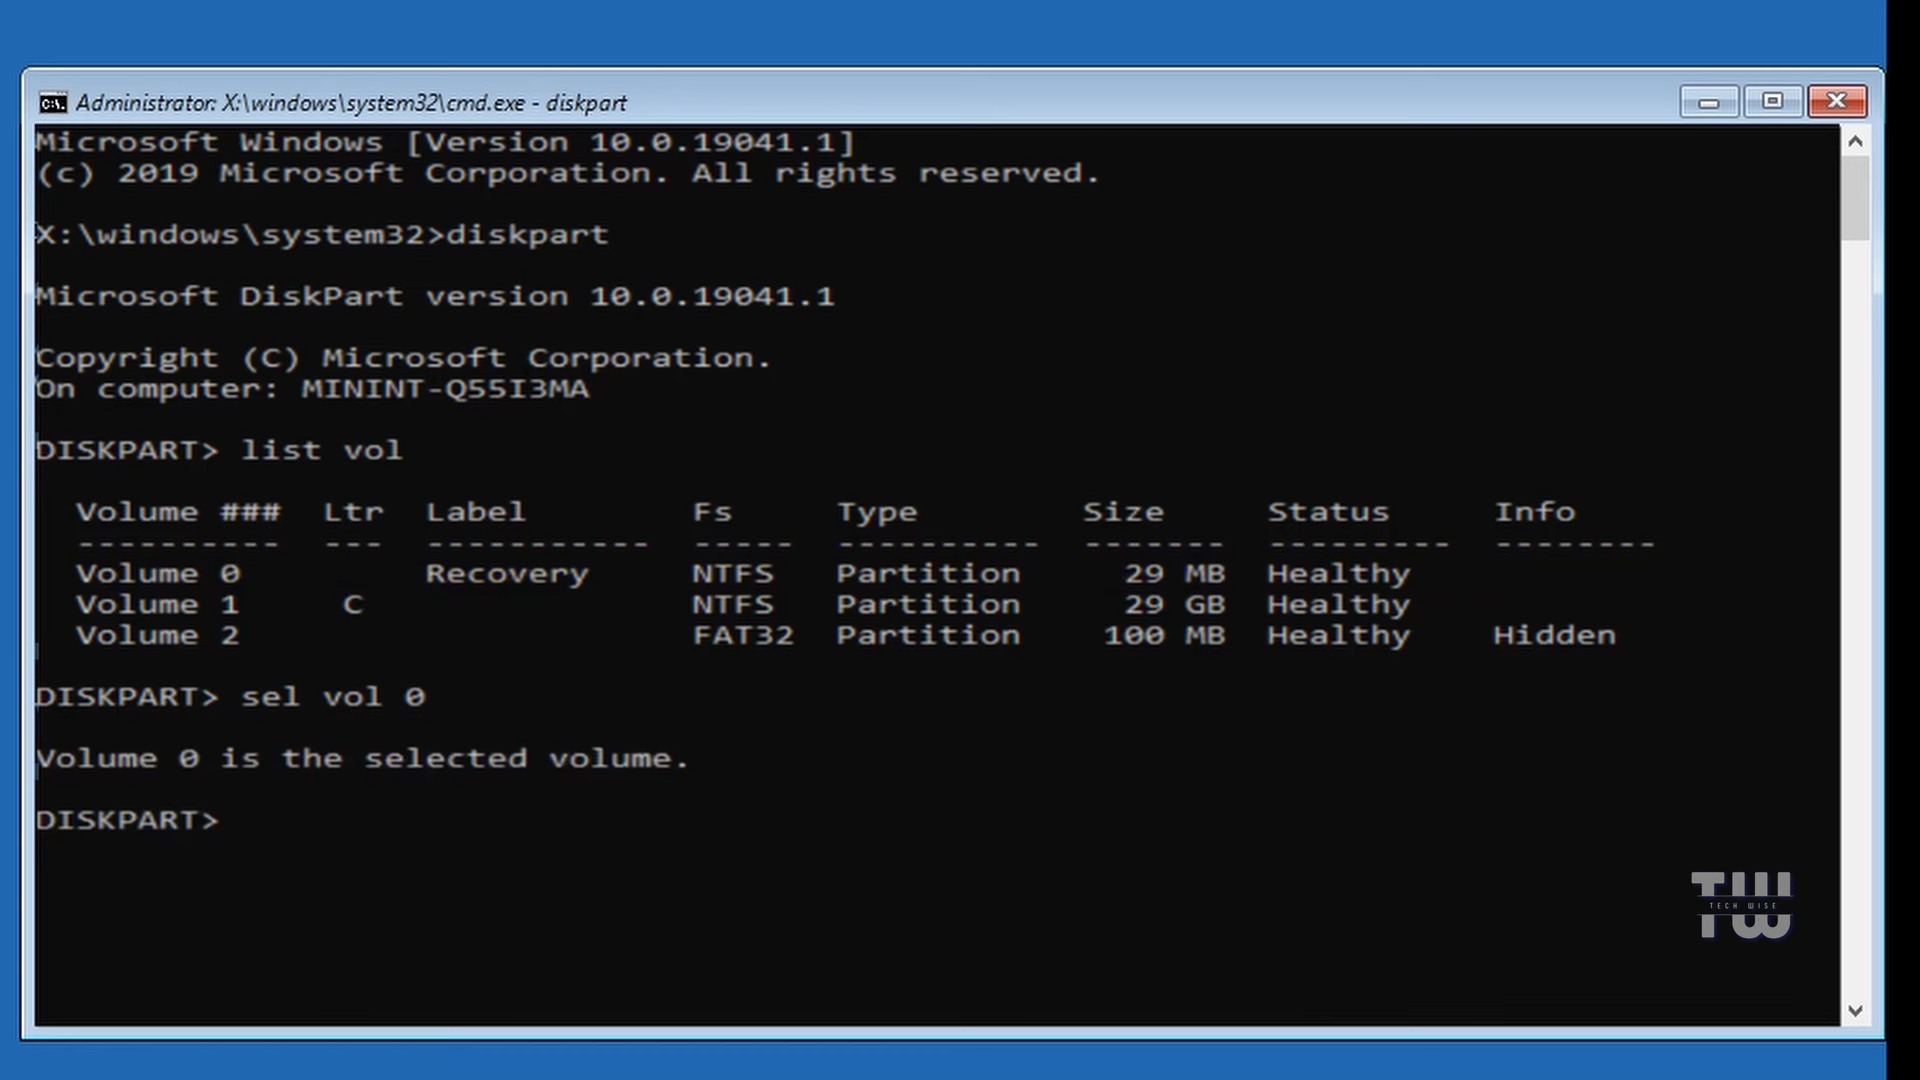 Administrator: X:\windows\system32\cmd.exe - diskpart
Microsoft Windows [Version 10.0.19041.1]
(c) 2019 Microsoft Corporation. All rights reserved.
X:\windows\system32>diskpart
Microsoft DiskPart version 10.0.19041.1
Copyright (C) Microsoft Corporation.
On computer: MININT-Q55I3MA
DISKPART> list vol
Volume ### Ltr Label Fs Type Size Status Info
---------- --- ----------- ----- ---------- ------- --------- --------
Volume 0 Recovery NTFS Partition 29 MB Healthy
Volume 1 C NTFS Partition 29 GB Healthy
Volume 2 FAT32 Partition 100 MB Healthy Hidden
DISKPART> sel vol 0
Volume 0 is the selected volume.
DISKPART>
TW
TECH WISE